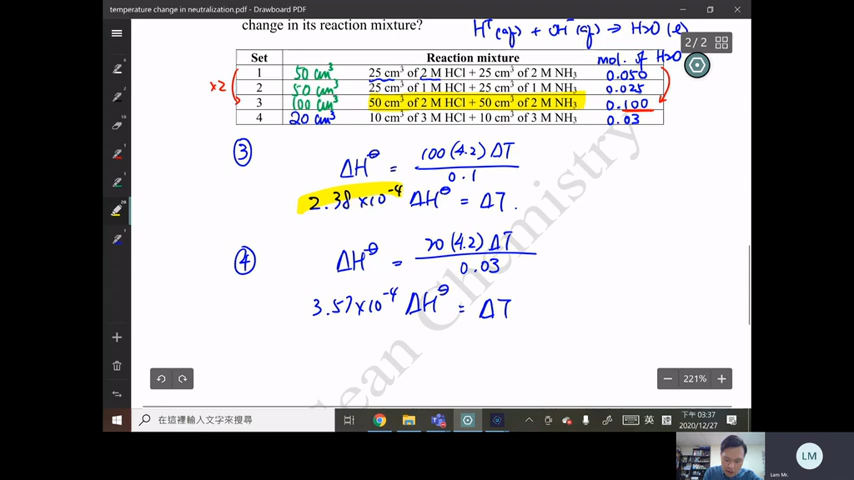 temperature change in neutralization.pdf - Drawboard PDF
change in its reaction mixture?
H⁺(aq) + OH⁻(aq) → H2O (l)
2/2
Set Reaction mixture mol. of H2O
1 50 cm³ 25 cm³ of 2 M HCl + 25 cm³ of 2 M NH₃ 0.050
×2
2 50 cm³ 25 cm³ of 1 M HCl + 25 cm³ of 1 M NH₃ 0.025
3 100 cm³ 50 cm³ of 2 M HCl + 50 cm³ of 2 M NH₃ 0.100
4 20 cm³ 10 cm³ of 3 M HCl + 10 cm³ of 3 M NH₃ 0.03
③ ΔH^⊖ = 100(4.2)ΔT / 0.1
2.38×10⁻⁴ ΔH^⊖ = ΔT.
④ ΔH^⊖ = 20(4.2)ΔT / 0.03
3.57×10⁻⁴ ΔH^⊖ = ΔT
lean Chemistry
221%
在這裡輸入文字來搜尋
英
下午 03:37
2020/12/27
LM
Lam Mr.